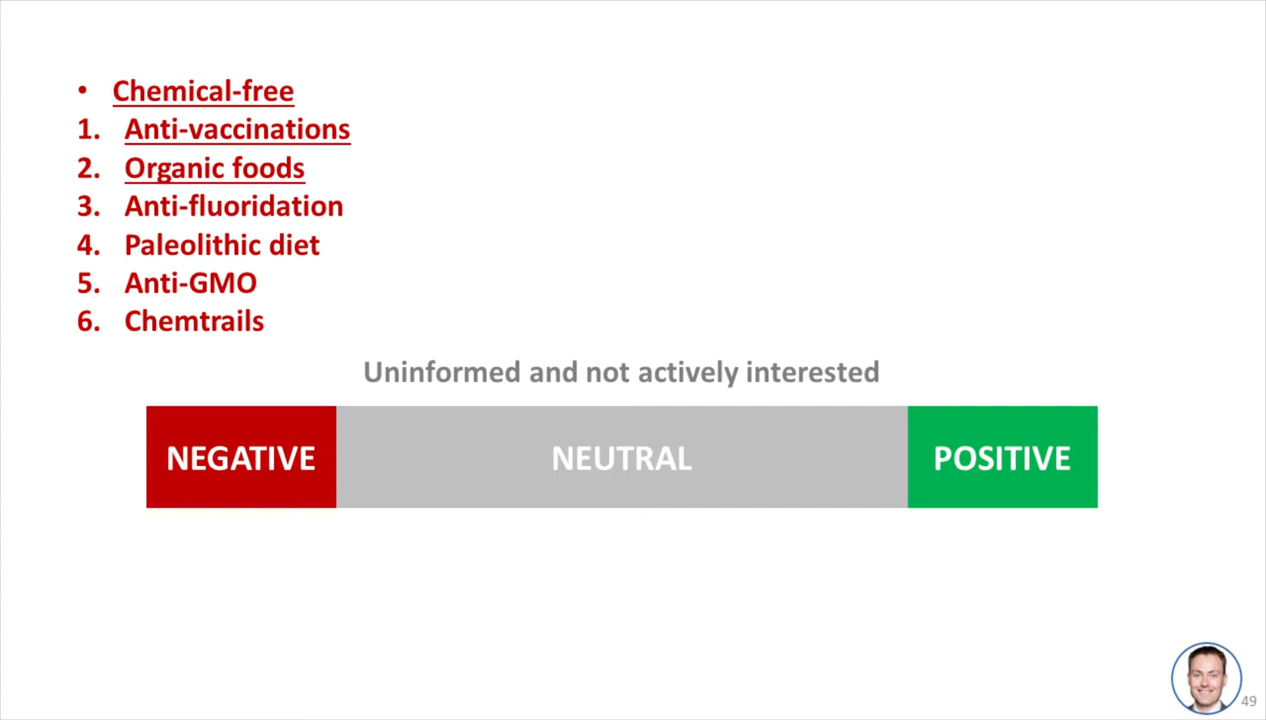 • Chemical-free
1. Anti-vaccinations
2. Organic foods
3. Anti-fluoridation
4. Paleolithic diet
5. Anti-GMO
6. Chemtrails
Uninformed and not actively interested
NEGATIVE NEUTRAL POSITIVE
49